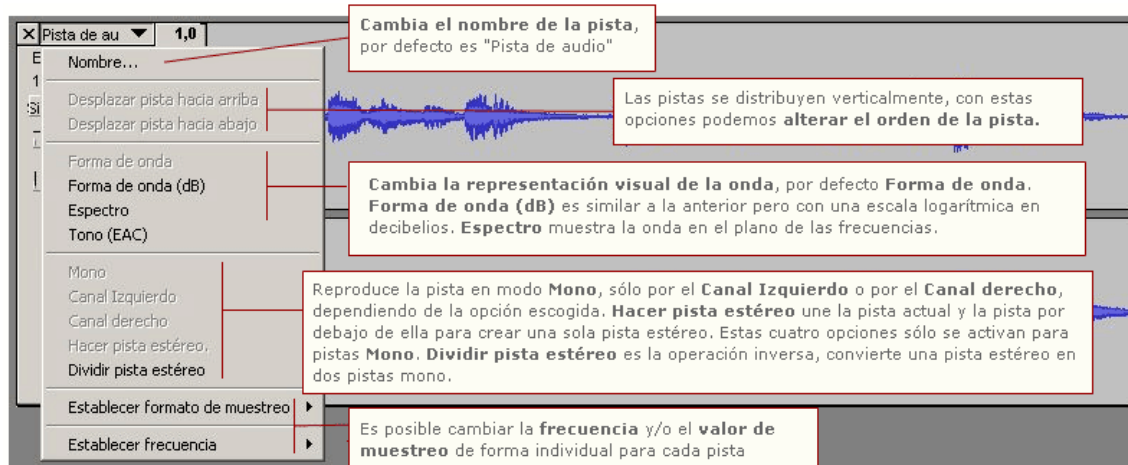 Pista de au
1,0
Cambia el nombre de la pista,
por defecto es "Pista de audio"
E
Nombre...
1
Si
Desplazar pista hacia arriba
Desplazar pista hacia abajo
Las pistas se distribuyen verticalmente, con estas
opciones podemos alterar el orden de la pista.
Forma de onda
Forma de onda (dB)
Espectro
Tono (EAC)
Cambia la representación visual de la onda, por defecto Forma de onda.
Forma de onda (dB) es similar a la anterior pero con una escala logarítmica en
decibelios. Espectro muestra la onda en el plano de las frecuencias.
Mono
Canal Izquierdo
Canal derecho
Hacer pista estéreo.
Dividir pista estéreo
Reproduce la pista en modo Mono, sólo por el Canal Izquierdo o por el Canal derecho,
dependiendo de la opción escogida. Hacer pista estéreo une la pista actual y la pista por
debajo de ella para crear una sola pista estéreo. Estas cuatro opciones sólo se activan para
pistas Mono. Dividir pista estéreo es la operación inversa, convierte una pista estéreo en
dos pistas mono.
Establecer formato de muestreo
Establecer frecuencia
Es posible cambiar la frecuencia y/o el valor de
muestreo de forma individual para cada pista